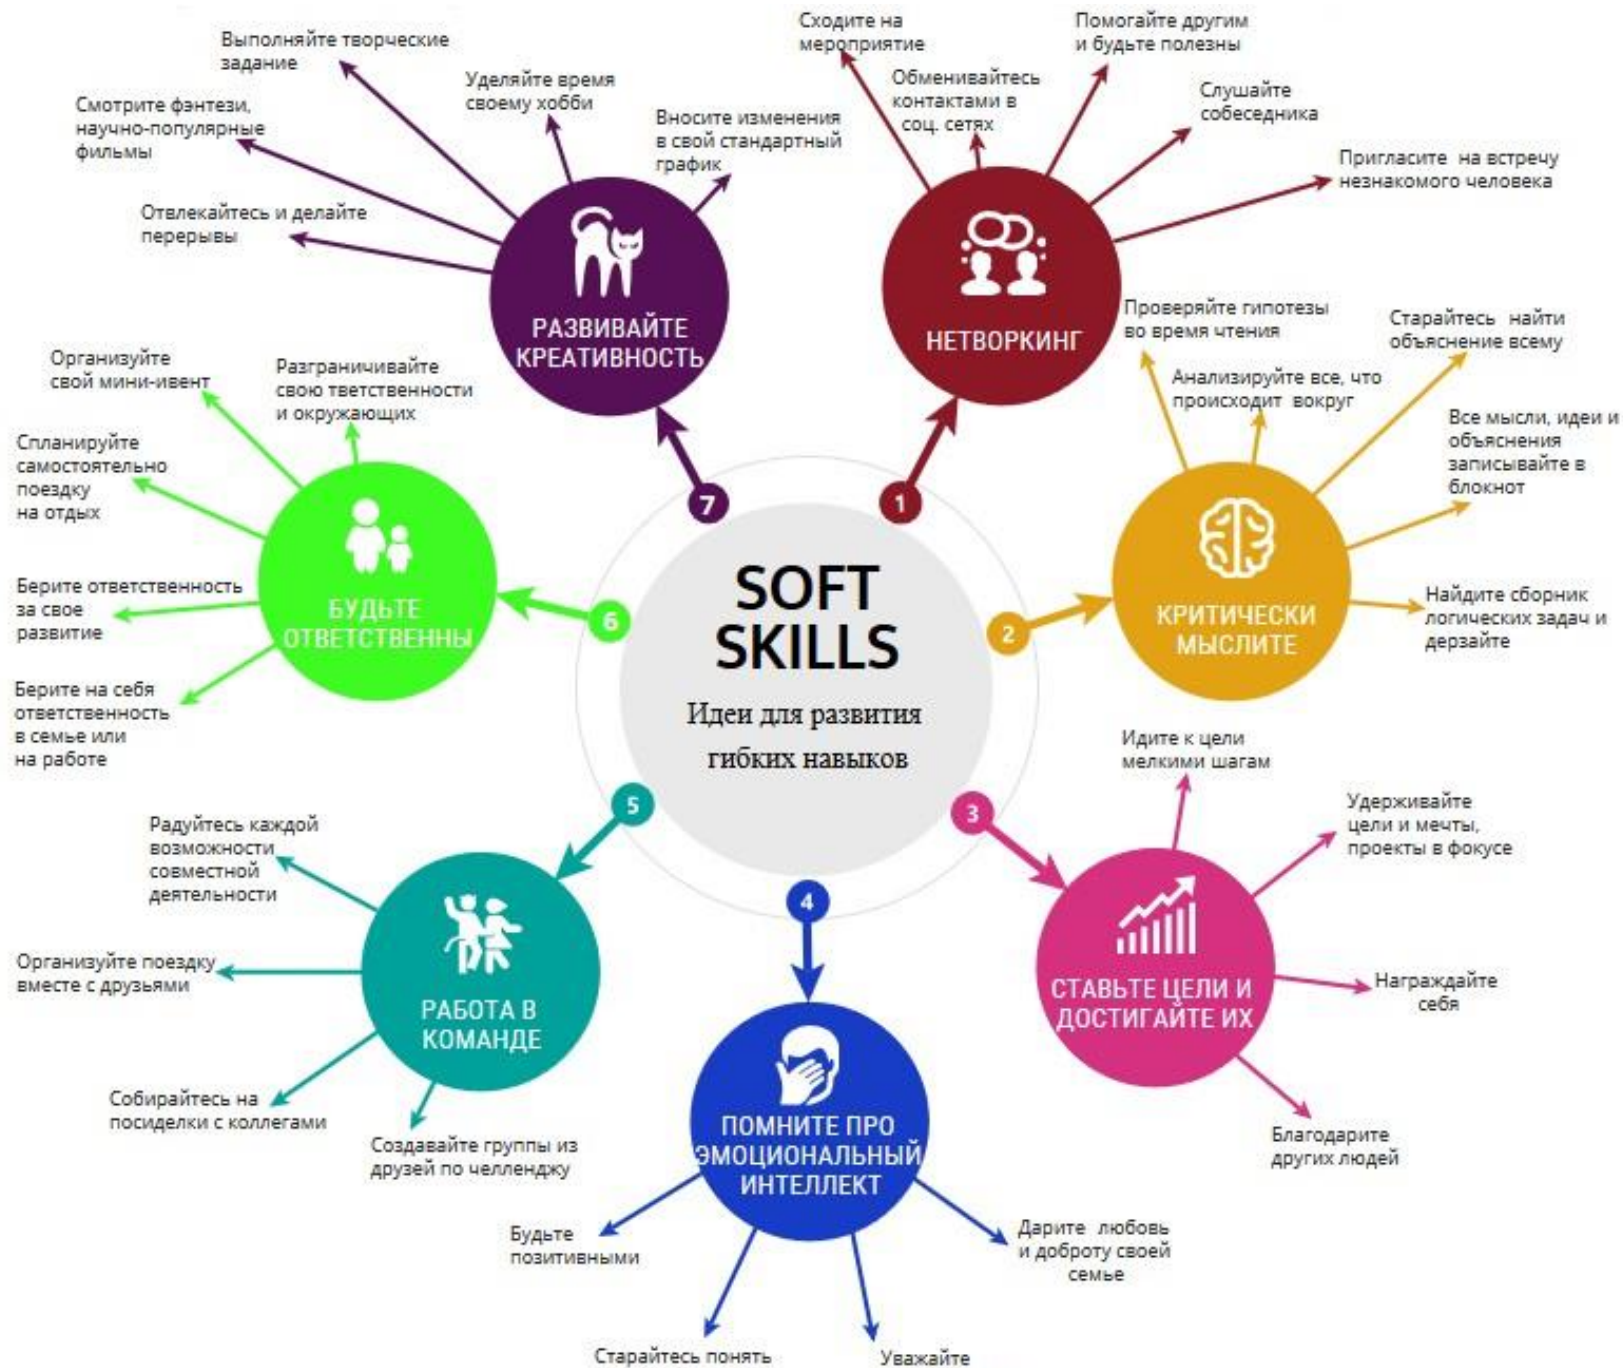 SOFT
SKILLS
Идеи для развития
гибких навыков
1
НЕТВОРКИНГ
Сходите на
мероприятие
Обменивайтесь
контактами в
соц. сетях
Помогайте другим
и будьте полезны
Слушайте
собеседника
Пригласите на встречу
незнакомого человека
2
КРИТИЧЕСКИ
МЫСЛИТЕ
Проверяйте гипотезы
во время чтения
Анализируйте все, что
происходит вокруг
Старайтесь найти
объяснение всему
Все мысли, идеи и
объяснения
записывайте в
блокнот
Найдите сборник
логических задач и
дерзайте
3
СТАВЬТЕ ЦЕЛИ И
ДОСТИГАЙТЕ ИХ
Идите к цели
мелкими шагам
Удерживайте
цели и мечты,
проекты в фокусе
Награждайте
себя
Благодарите
других людей
4
ПОМНИТЕ ПРО
ЭМОЦИОНАЛЬНЫЙ
ИНТЕЛЛЕКТ
Дарите любовь
и доброту своей
семье
Уважайте
Старайтесь понять
Будьте
позитивными
5
РАБОТА В
КОМАНДЕ
Создавайте группы из
друзей по челленджу
Собирайтесь на
посиделки с коллегами
Организуйте поездку
вместе с друзьями
Радуйтесь каждой
возможности
совместной
деятельности
6
БУДЬТЕ
ОТВЕТСТВЕННЫ
Берите на себя
ответственность
в семье или
на работе
Берите ответственность
за свое
развитие
Спланируйте
самостоятельно
поездку
на отдых
Организуйте
свой мини-ивент
Разграничивайте
свою тветственности
и окружающих
7
РАЗВИВАЙТЕ
КРЕАТИВНОСТЬ
Отвлекайтесь и делайте
перерывы
Смотрите фэнтези,
научно-популярные
фильмы
Выполняйте творческие
задание
Уделяйте время
своему хобби
Вносите изменения
в свой стандартный
график